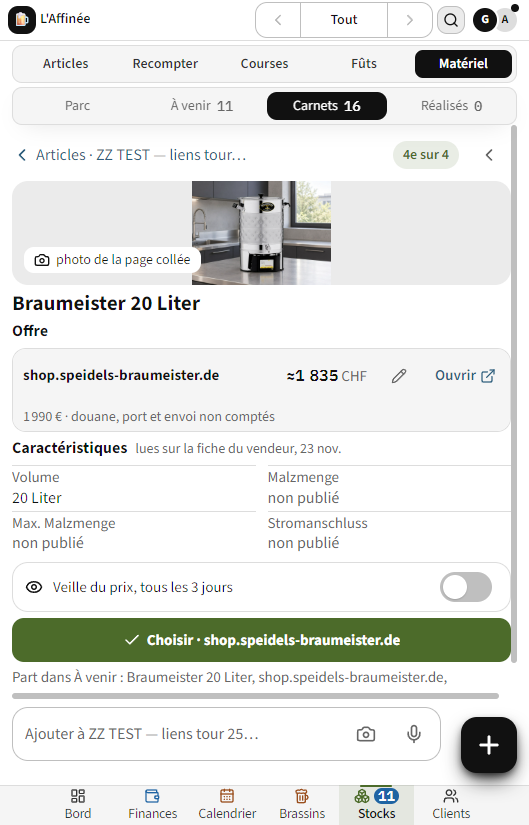 L'Affinée
Tout
G
A
Articles
Recompter
Courses
Fûts
Matériel
Parc
À venir 11
Carnets 16
Réalisés 0
Articles · ZZ TEST — liens tour…
4e sur 4
photo de la page collée
Braumeister 20 Liter
Offre
shop.speidels-braumeister.de
≈1 835 CHF
Ouvrir
1 990 € · douane, port et envoi non comptés
Caractéristiques lues sur la fiche du vendeur, 23 nov.
Volume
20 Liter
Malzmenge
non publié
Max. Malzmenge
non publié
Stromanschluss
non publié
Veille du prix, tous les 3 jours
Choisir · shop.speidels-braumeister.de
Part dans À venir : Braumeister 20 Liter, shop.speidels-braumeister.de,
Ajouter à ZZ TEST — liens tour 25…
Bord
Finances
Calendrier
Brassins
11
Stocks
Clients